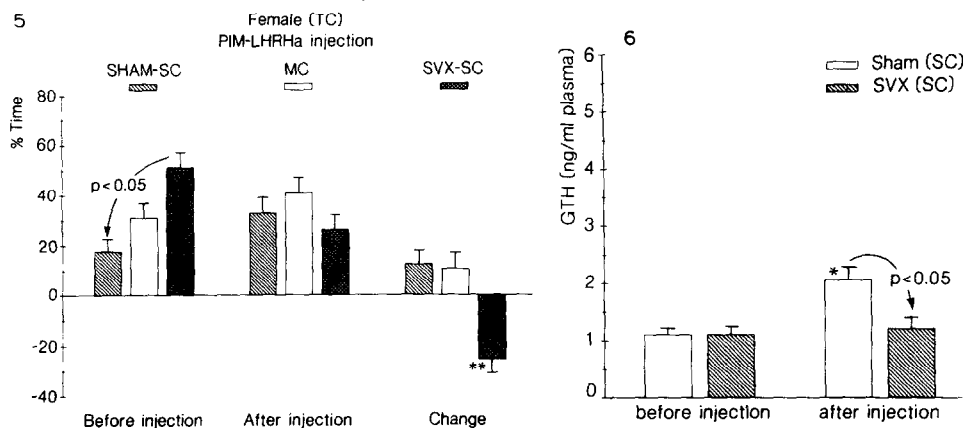 5
Female (TC)
PIM-LHRHa injection
SHAM-SC MC SVX-SC
% Time
80
60
40
20
0
-20
-40
p<0.05
**
Before injection After injection Change
6
Sham (SC)
SVX (SC)
GTH (ng/ml plasma)
6
5
4
3
2
1
0
*
p<0.05
before injection after injection